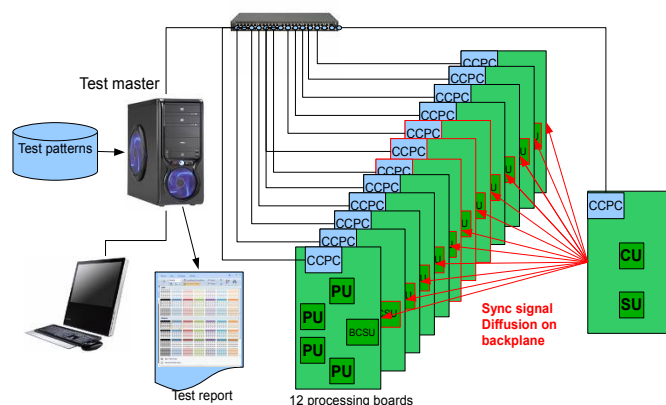 CCPC
CCPC
CCPC
CCPC
CCPC
CCPC
CCPC
CCPC
CCPC
CCPC
CCPC
CCPC
Test master
Test patterns
CCPC
CU
SU
PU
PU
PU
PU
BCSU
CSU
Sync signal
Diffusion on
backplane
Test report
12 processing boards